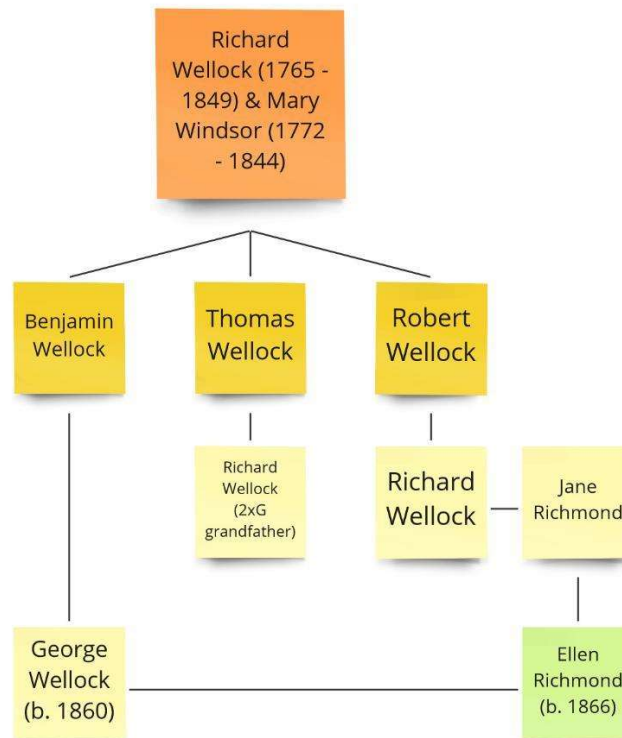 Richard
Wellock (1765 -
1849) & Mary
Windsor (1772
- 1844)
Benjamin
Wellock
Thomas
Wellock
Robert
Wellock
Richard
Wellock
(2xG
grandfather)
Richard
Wellock
Jane
Richmond
George
Wellock
(b. 1860)
Ellen
Richmond
(b. 1866)